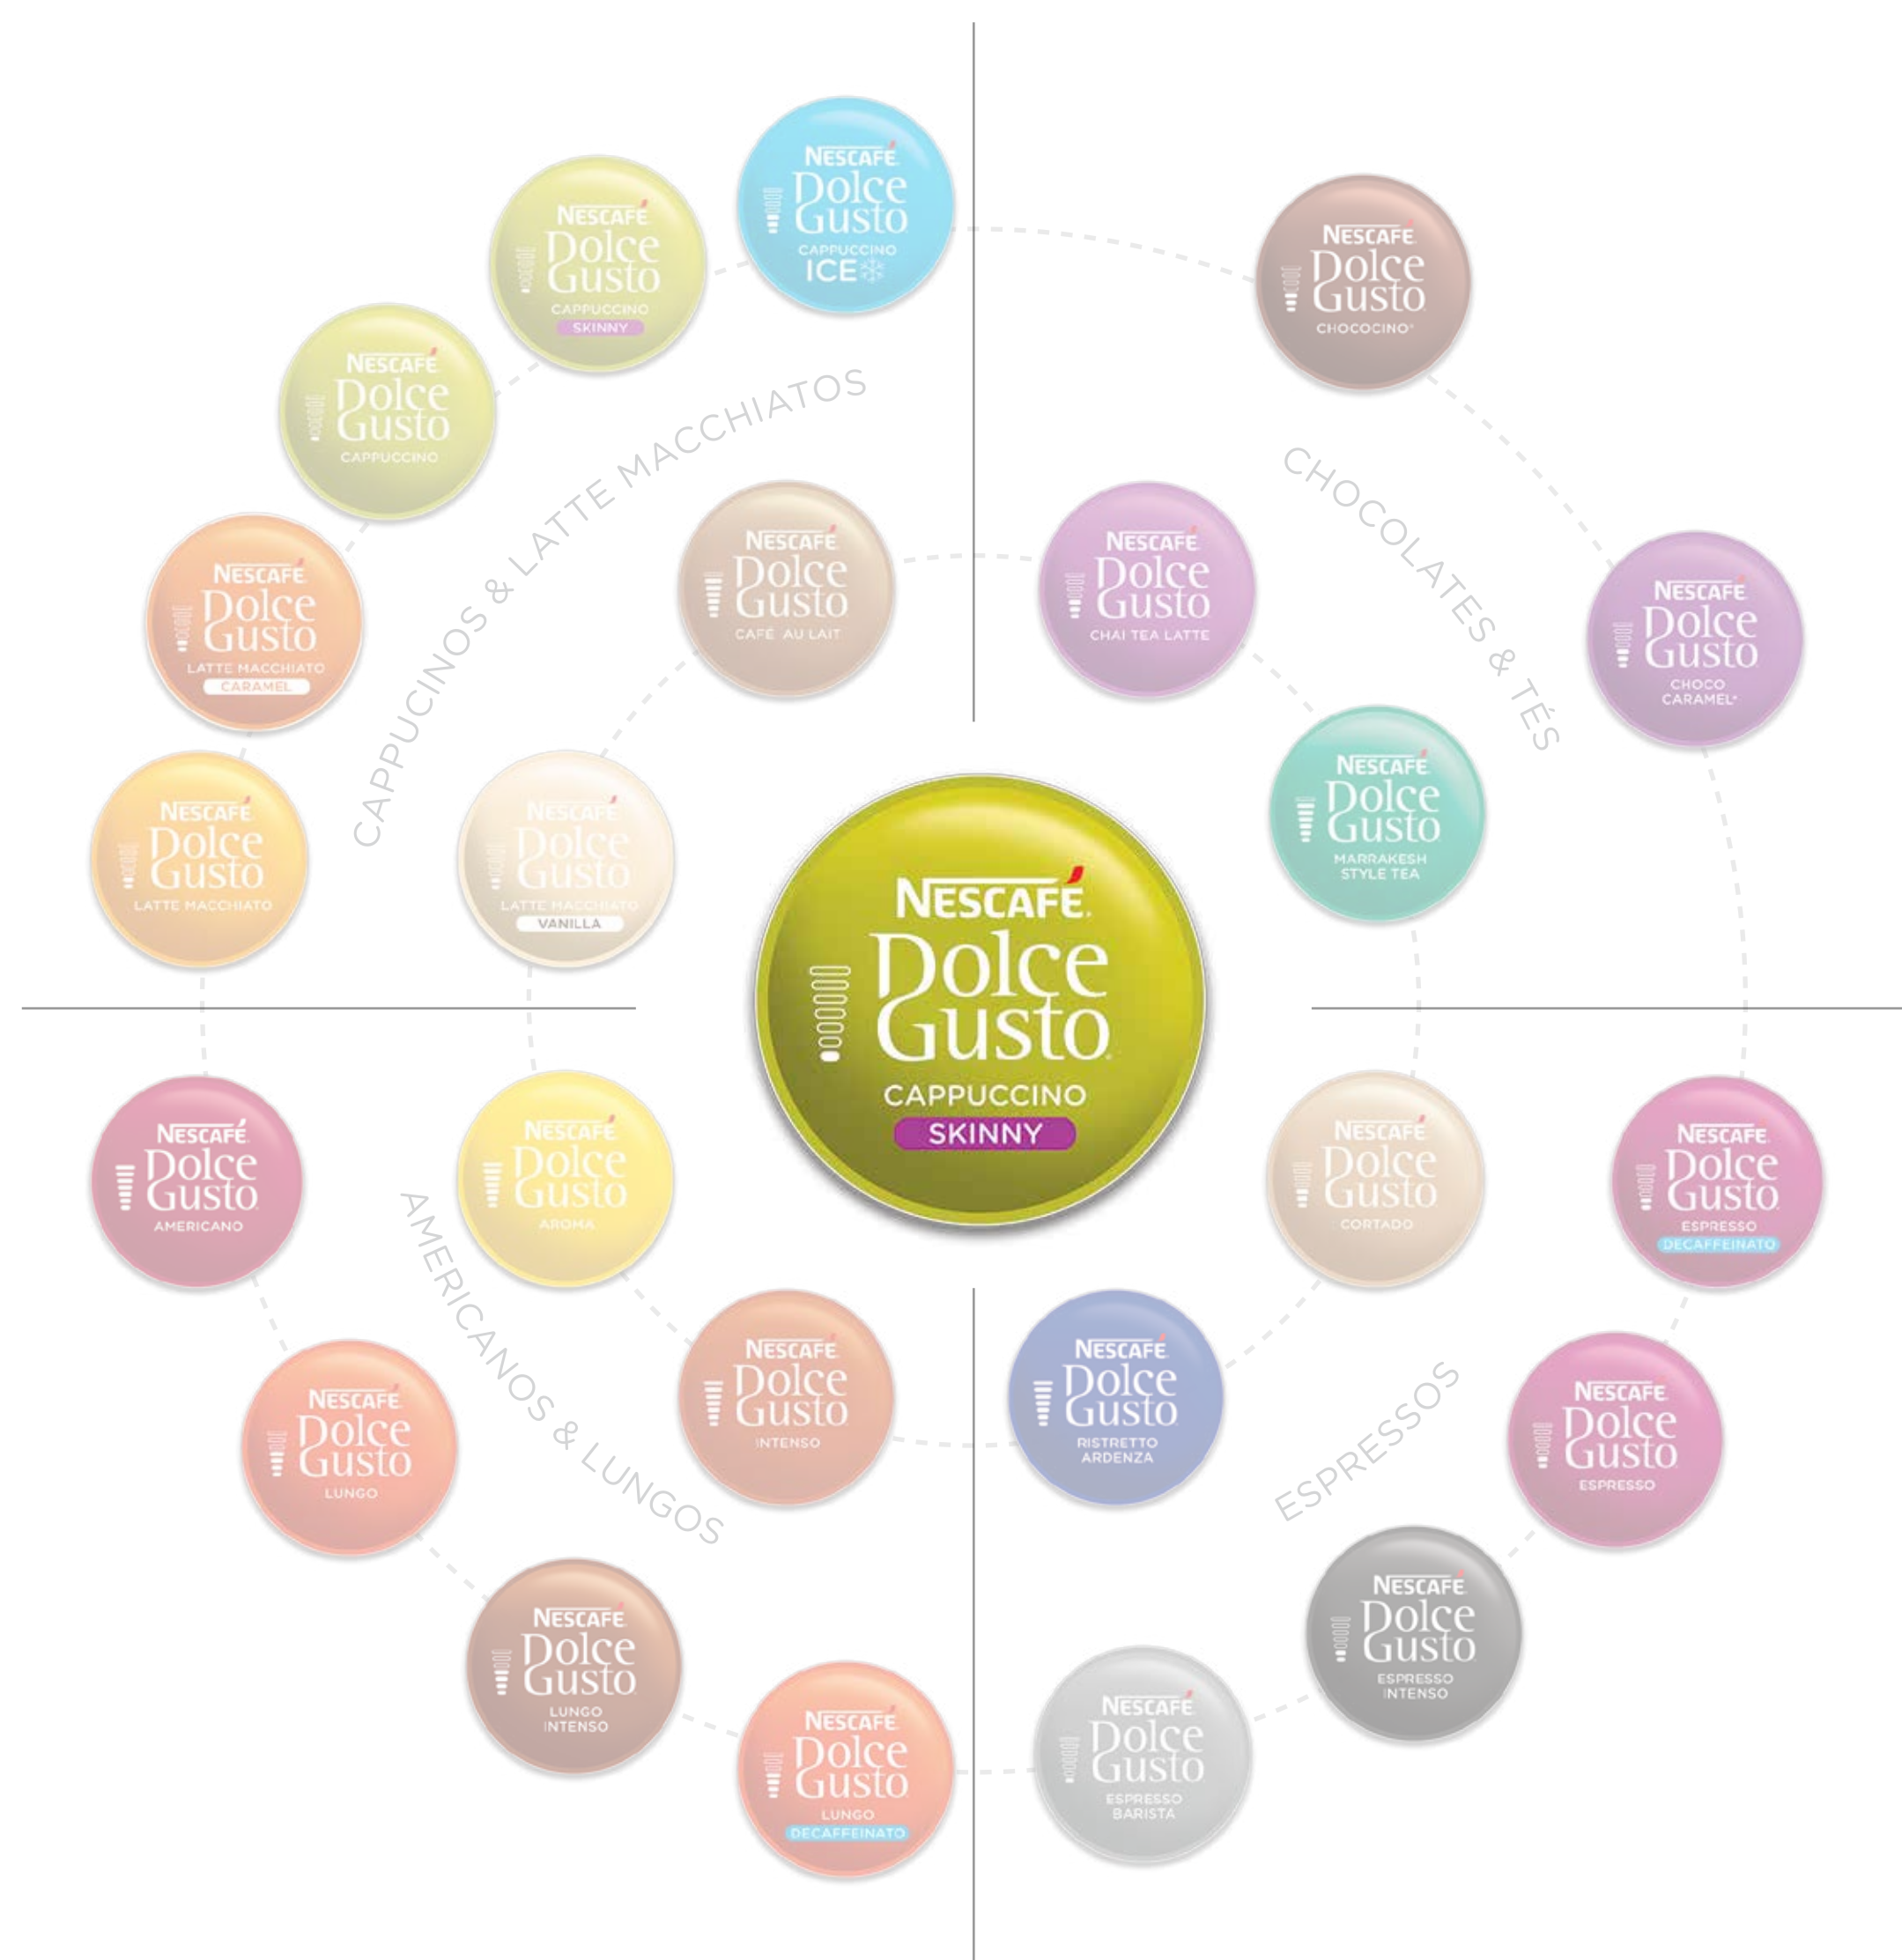 NESCAFÉ
Dolce
Gusto
CAPPUCCINO
ICE
NESCAFÉ
Dolce
Gusto
CAPPUCCINO
SKINNY
NESCAFÉ
Dolce
Gusto
CAPPUCCINO
NESCAFÉ
Dolce
Gusto
LATTE MACCHIATO
CARAMEL
NESCAFÉ
Dolce
Gusto
LATTE MACCHIATO
CAPPUCINOS & LATTE MACCHIATOS
NESCAFÉ
Dolce
Gusto
CAFÉ AU LAIT
NESCAFÉ
Dolce
Gusto
LATTE MACCHIATO
VANILLA
NESCAFÉ
Dolce
Gusto
CHOCOCINO*
NESCAFÉ
Dolce
Gusto
CHOCO
CARAMEL*
CHOCOLATES & TÉS
NESCAFÉ
Dolce
Gusto
CHAI TEA LATTE
NESCAFÉ
Dolce
Gusto
MARRAKESH
STYLE TEA
NESCAFÉ
Dolce
Gusto
CAPPUCCINO
SKINNY
NESCAFÉ
Dolce
Gusto
AMERICANO
NESCAFÉ
Dolce
Gusto
AROMA
AMERICANOS & LUNGOS
NESCAFÉ
Dolce
Gusto
LUNGO
NESCAFÉ
Dolce
Gusto
INTENSO
NESCAFÉ
Dolce
Gusto
LUNGO
INTENSO
NESCAFÉ
Dolce
Gusto
LUNGO
DECAFFEINATO
NESCAFÉ
Dolce
Gusto
CORTADO
NESCAFÉ
Dolce
Gusto
ESPRESSO
DECAFFEINATO
NESCAFÉ
Dolce
Gusto
RISTRETTO
ARDENZA
ESPRESSOS
NESCAFÉ
Dolce
Gusto
ESPRESSO
NESCAFÉ
Dolce
Gusto
ESPRESSO
INTENSO
NESCAFÉ
Dolce
Gusto
ESPRESSO
BARISTA